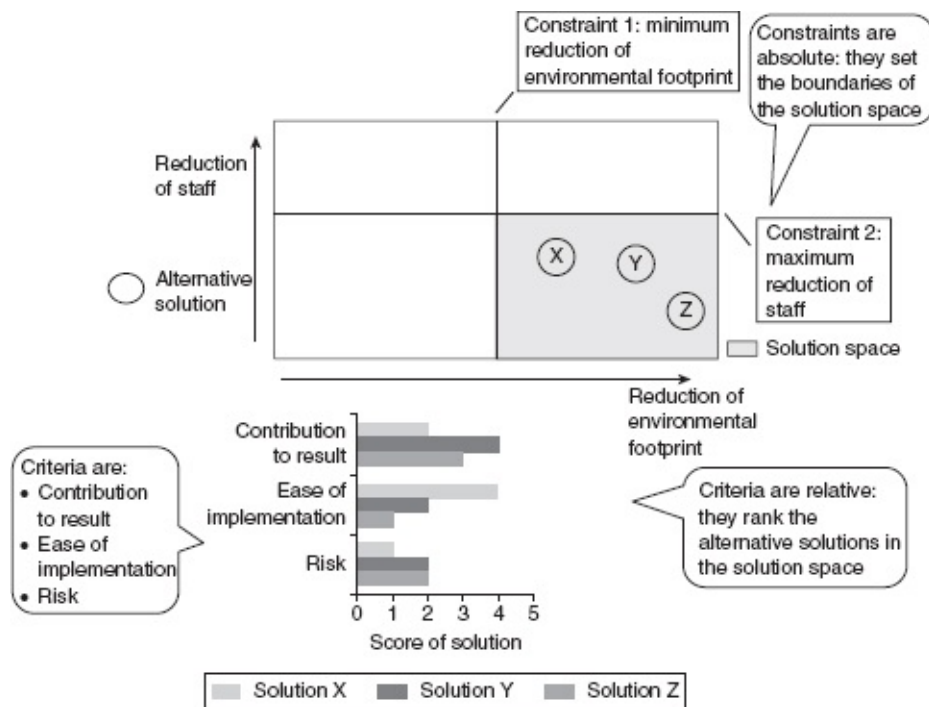 Constraint 1: minimum
reduction of
environmental footprint
Constraints are
absolute: they set
the boundaries of
the solution space
Reduction
of staff
X
Y
Z
Alternative
solution
Constraint 2:
maximum
reduction of
staff
Solution space
Reduction of
environmental
footprint
Contribution
to result
Ease of
implementation
Risk
0 1 2 3 4 5
Score of solution
Criteria are:
• Contribution
to result
• Ease of
implementation
• Risk
Criteria are relative:
they rank the
alternative solutions in
the solution space
Solution X Solution Y Solution Z